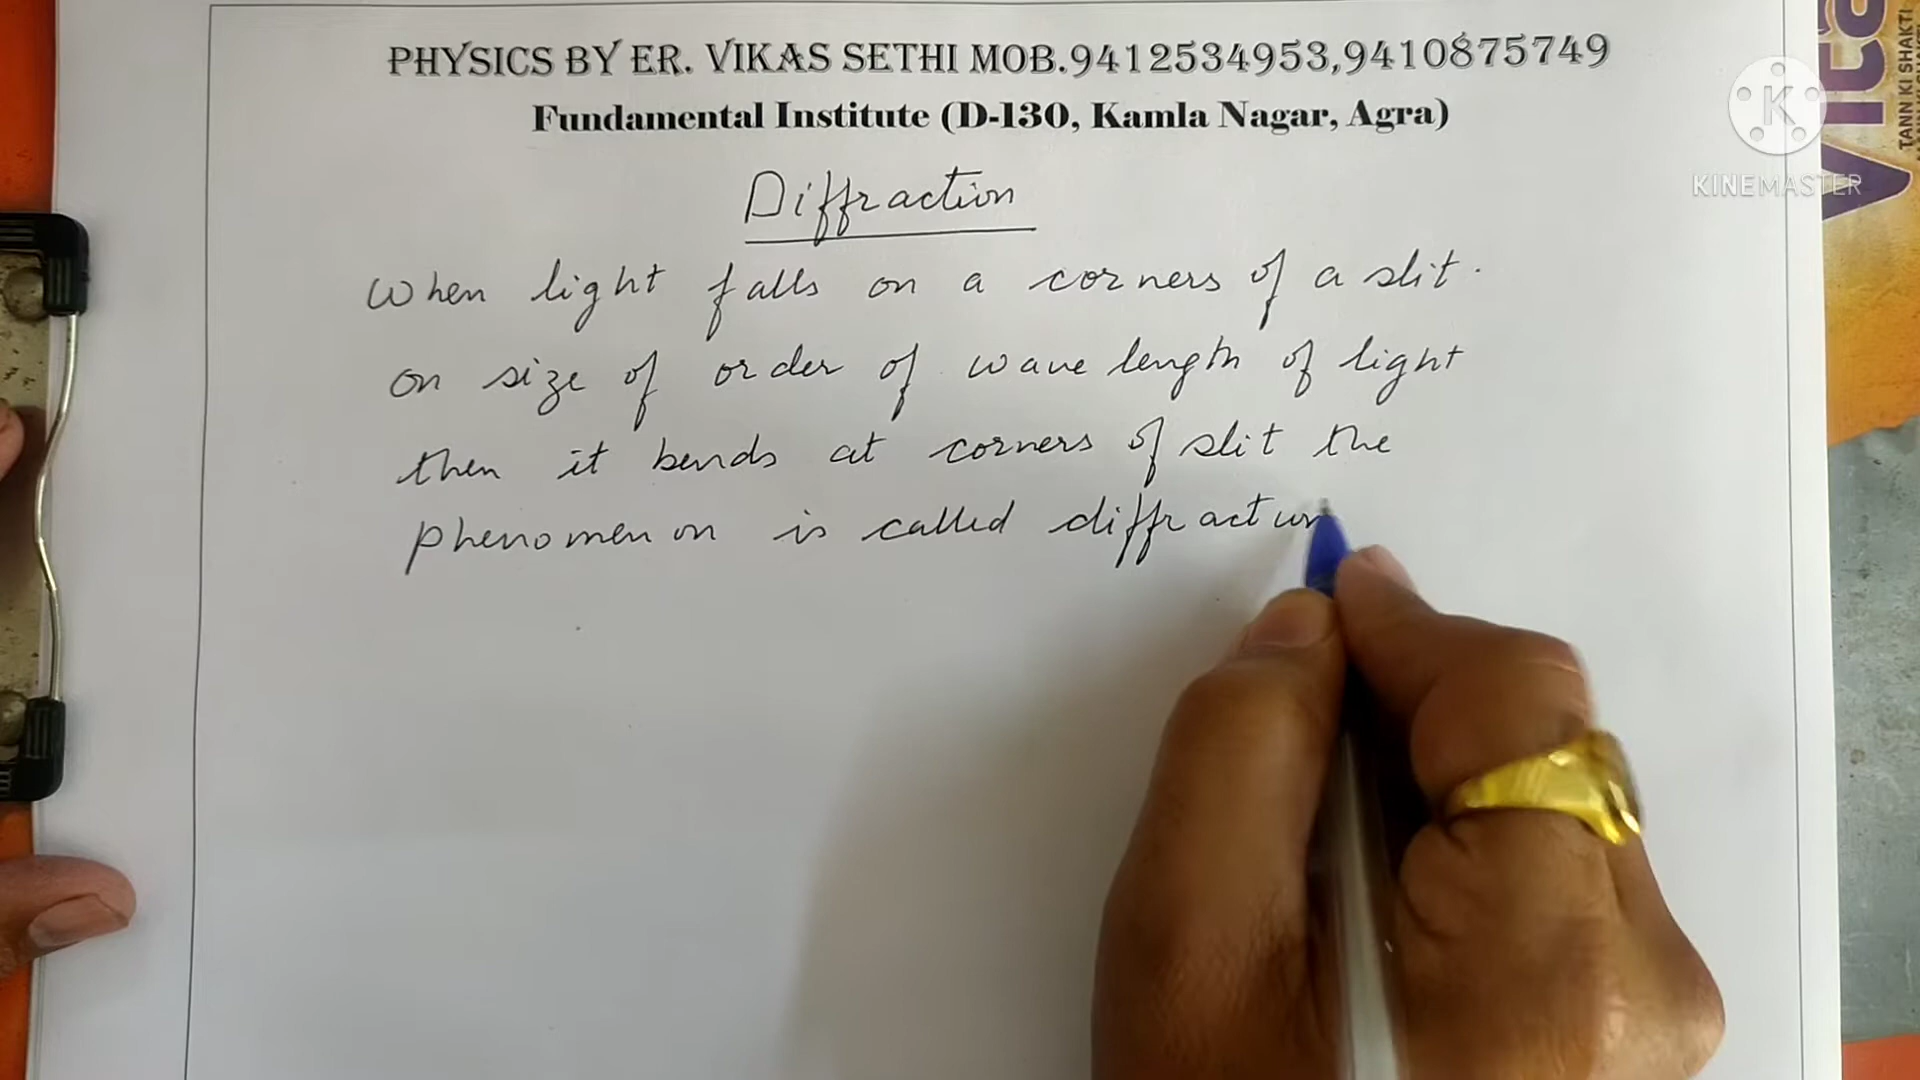 PHYSICS BY ER. VIKAS SETHI MOB.9412534953,9410875749
Fundamental Institute (D-130, Kamla Nagar, Agra)
Diffraction
When light falls on a corners of a slit.
on size of order of wave length of light
then it bends at corners of slit the
phenomenon is called diffraction
K
KINEMASTER
TANKI SHAKTI